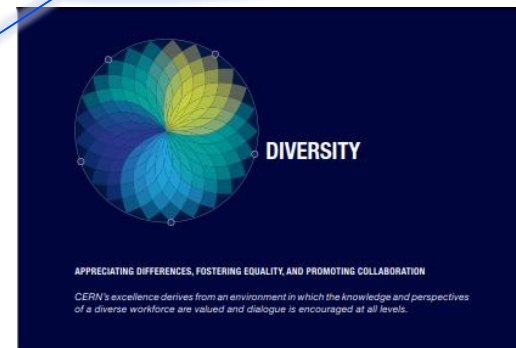 DIVERSITY
APPRECIATING DIFFERENCES, FOSTERING EQUALITY, AND PROMOTING COLLABORATION
CERN's excellence derives from an environment in which the knowledge and perspectives
of a diverse workforce are valued and dialogue is encouraged at all levels.